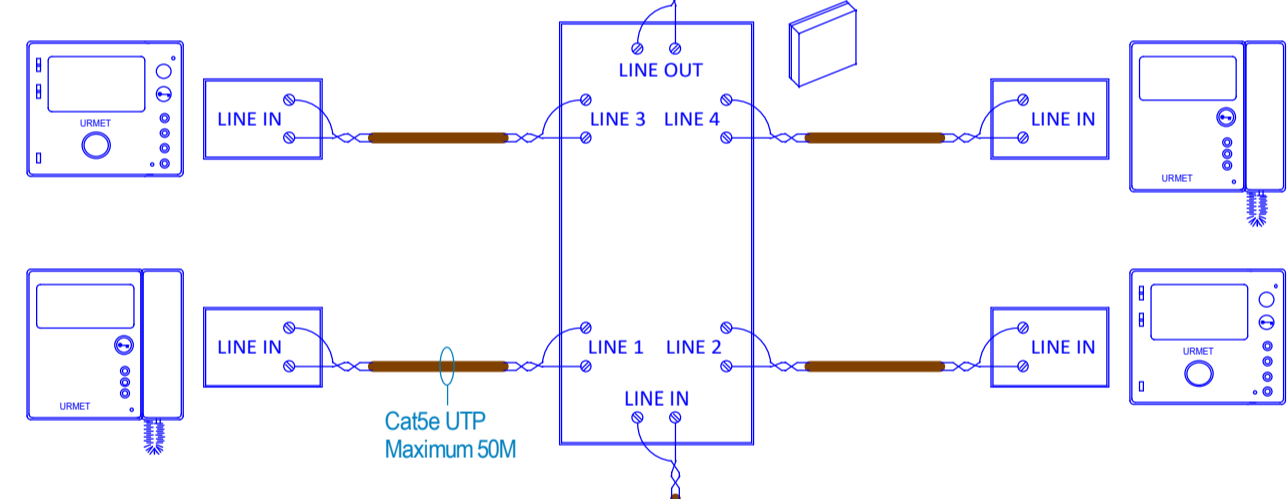 LINE OUT
URMET
LINE IN
LINE 3
LINE 4
LINE IN
URMET
LINE IN
LINE 1
LINE 2
LINE IN
URMET
LINE IN
URMET
Cat5e UTP
Maximum 50M